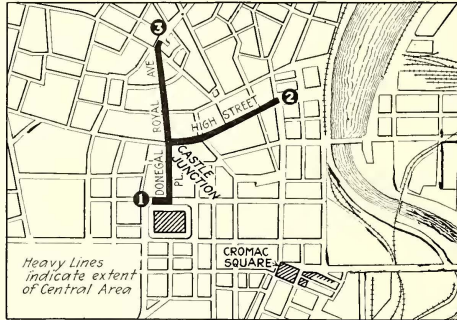 3
ROYAL AVE
HIGH STREET
2
CASTLE
JUNCTION
DONEGAL
PL
1
CROMAC
SQUARE
Heavy Lines
indicate extent
of Central Area